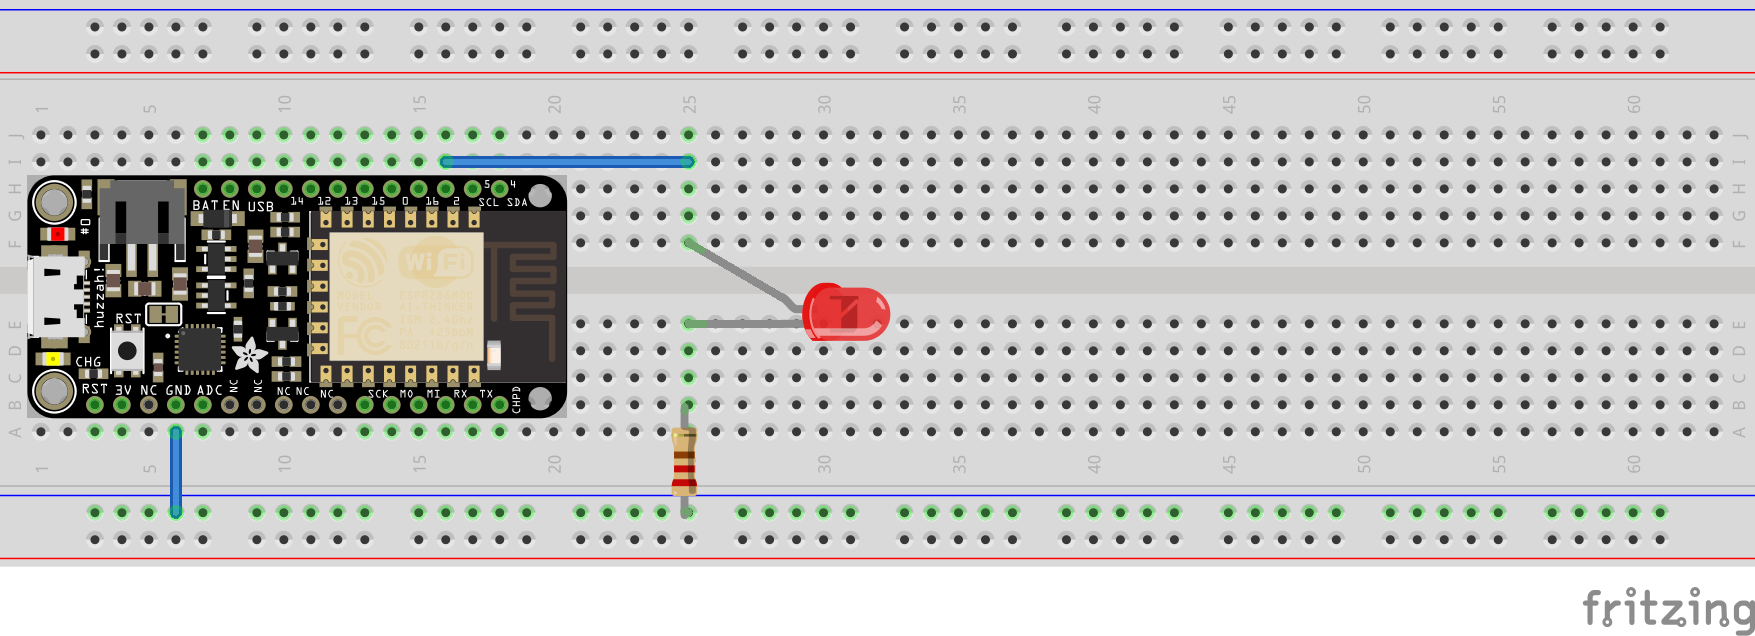 1 5 10 15 20 25 30 35 40 45 50 55 60
J J
I I
H H
G G
F F
5 4
BAT EN USB 14 12 13 15 0 16 2 SCL SDA
#0
WiFi
huzzah!
RST
FC
E E
D D
C C
B B
A A
CHG
RST 3V NC GND ADC NC NC NC NC NC SCK MO MI RX TX CHPD
1 5 10 15 20 25 30 35 40 45 50 55 60
fritzing